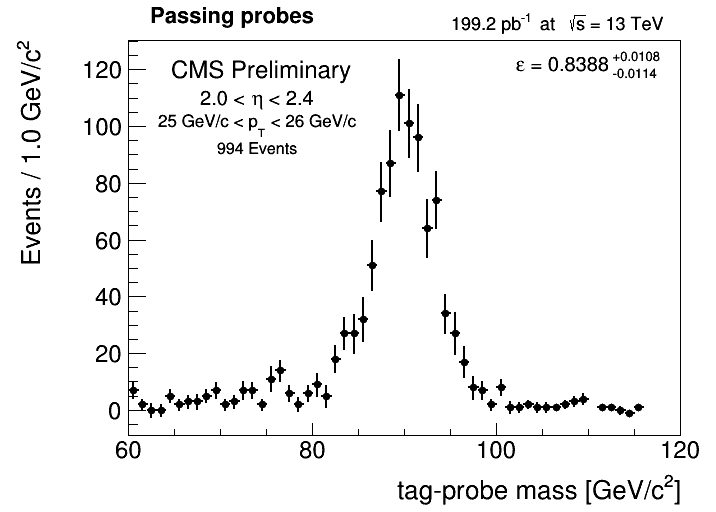 Passing probes
199.2 pb⁻¹ at √s = 13 TeV
CMS Preliminary
2.0 < η < 2.4
25 GeV/c < p_T < 26 GeV/c
994 Events
ε = 0.8388 +0.0108 -0.0114
Events / 1.0 GeV/c²
120
100
80
60
40
20
0
60 80 100 120
tag-probe mass [GeV/c²]